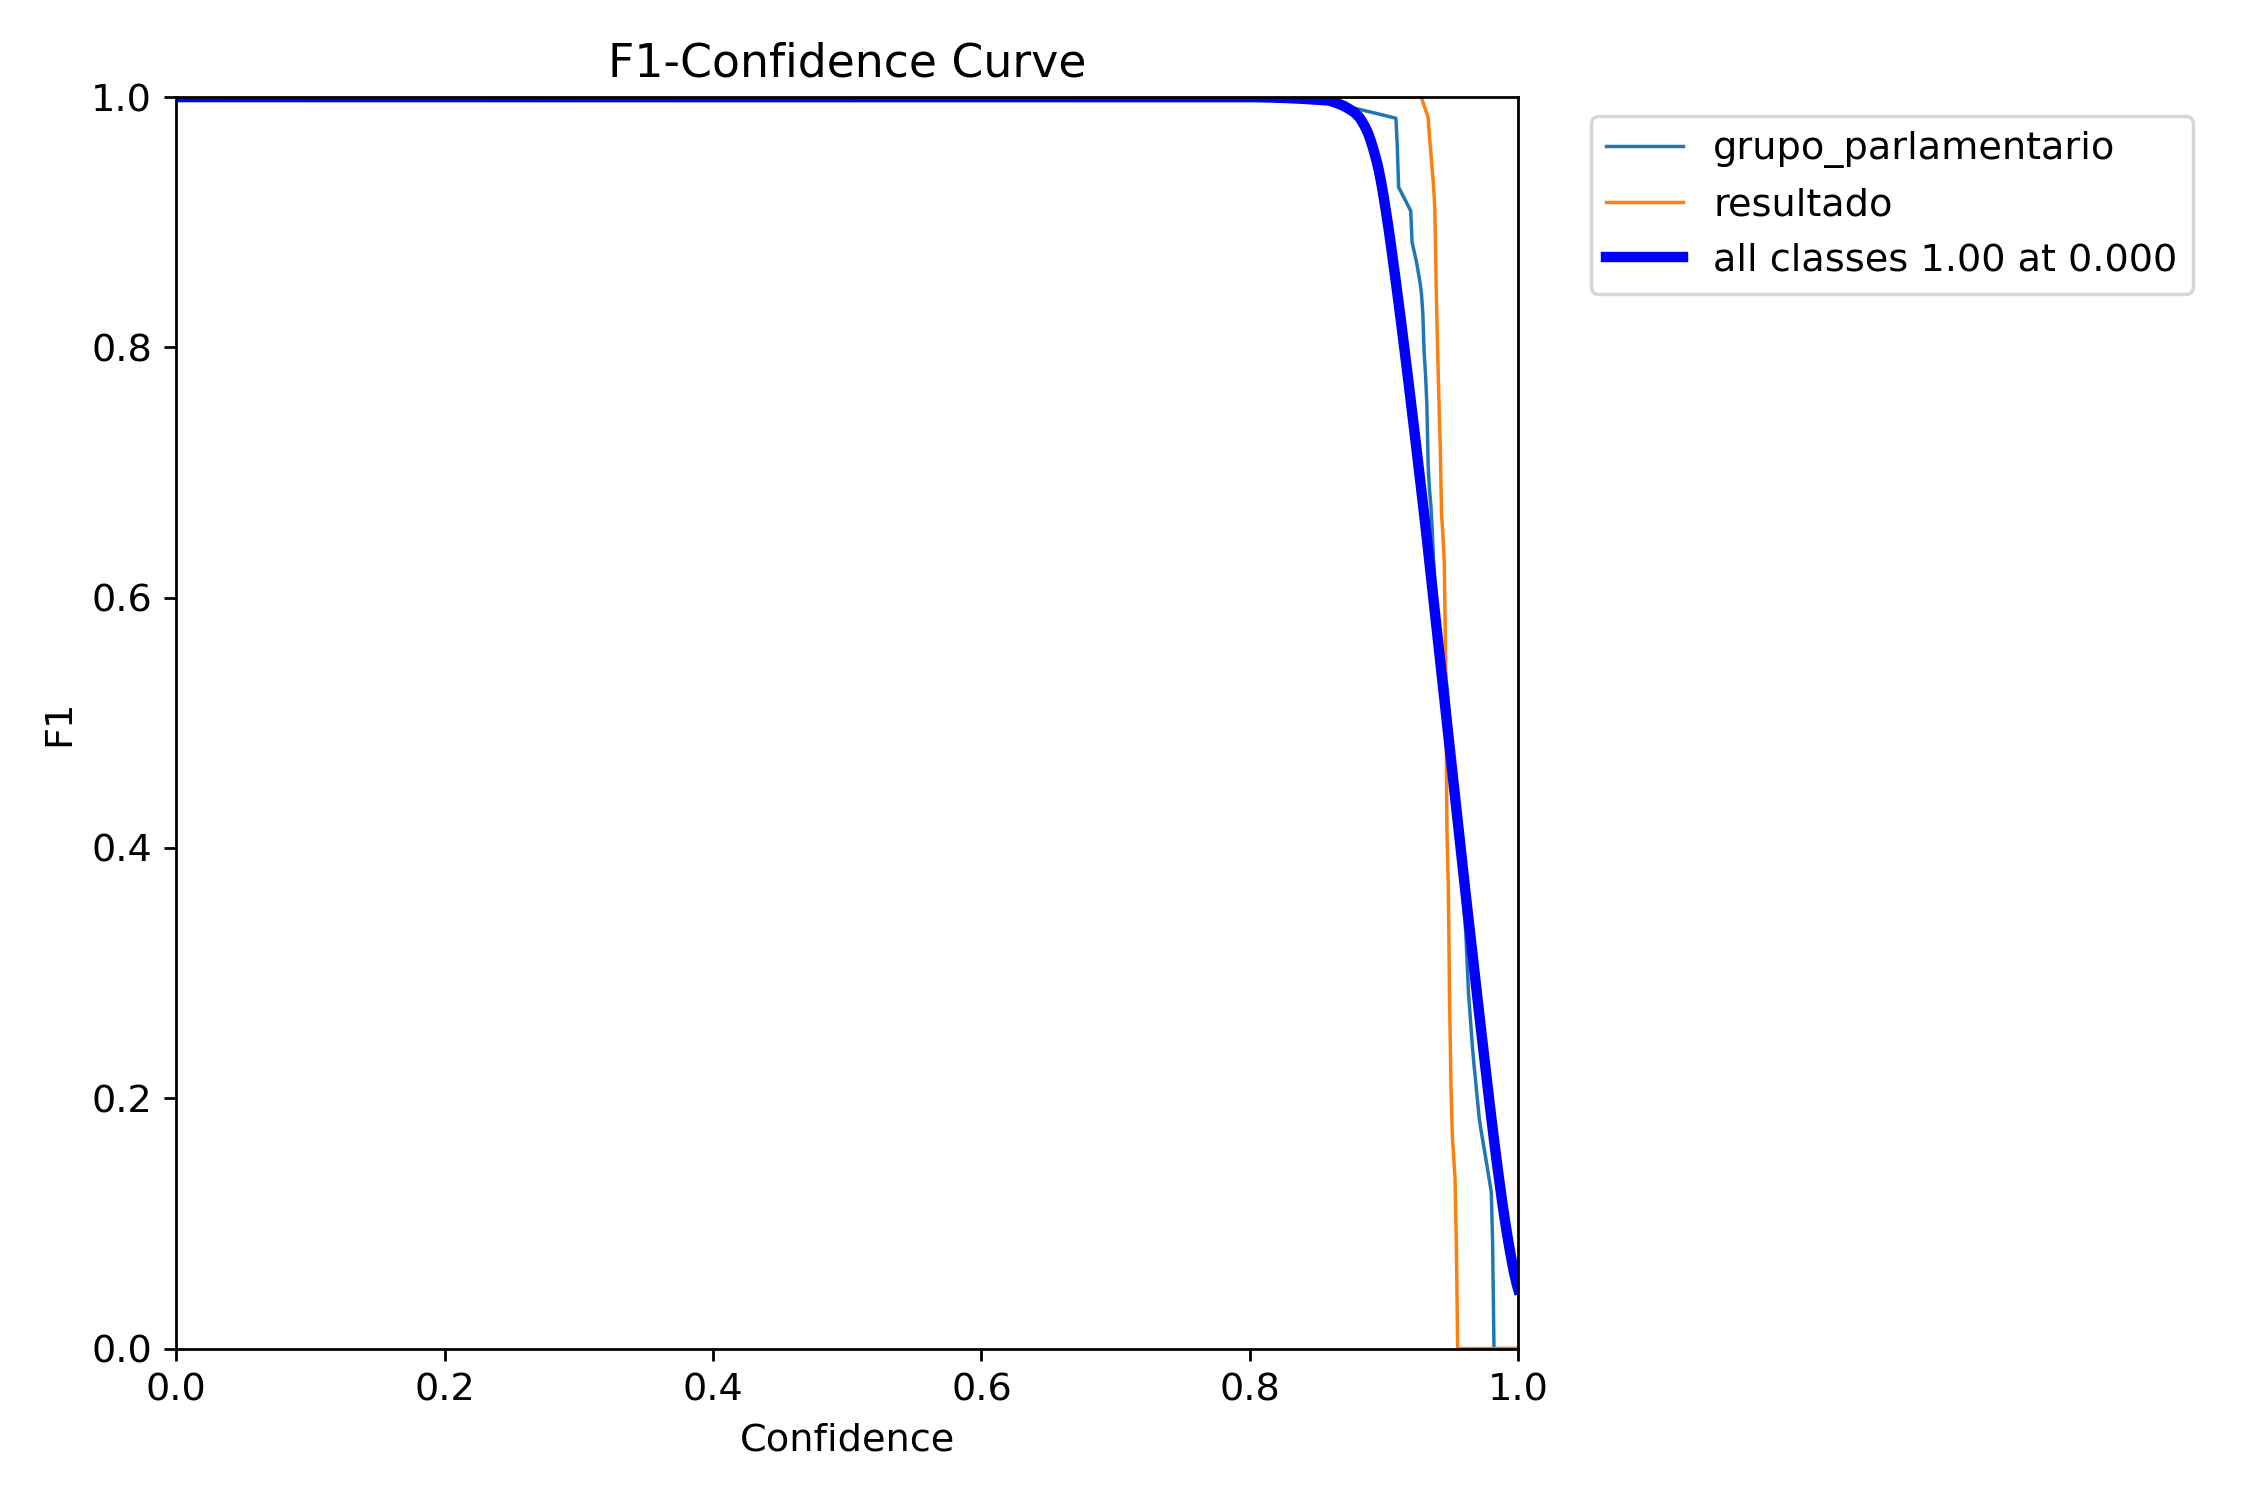 F1-Confidence Curve
1.0
0.8
0.6
0.4
0.2
0.0
F1
0.0 0.2 0.4 0.6 0.8 1.0
Confidence
grupo_parlamentario
resultado
all classes 1.00 at 0.000